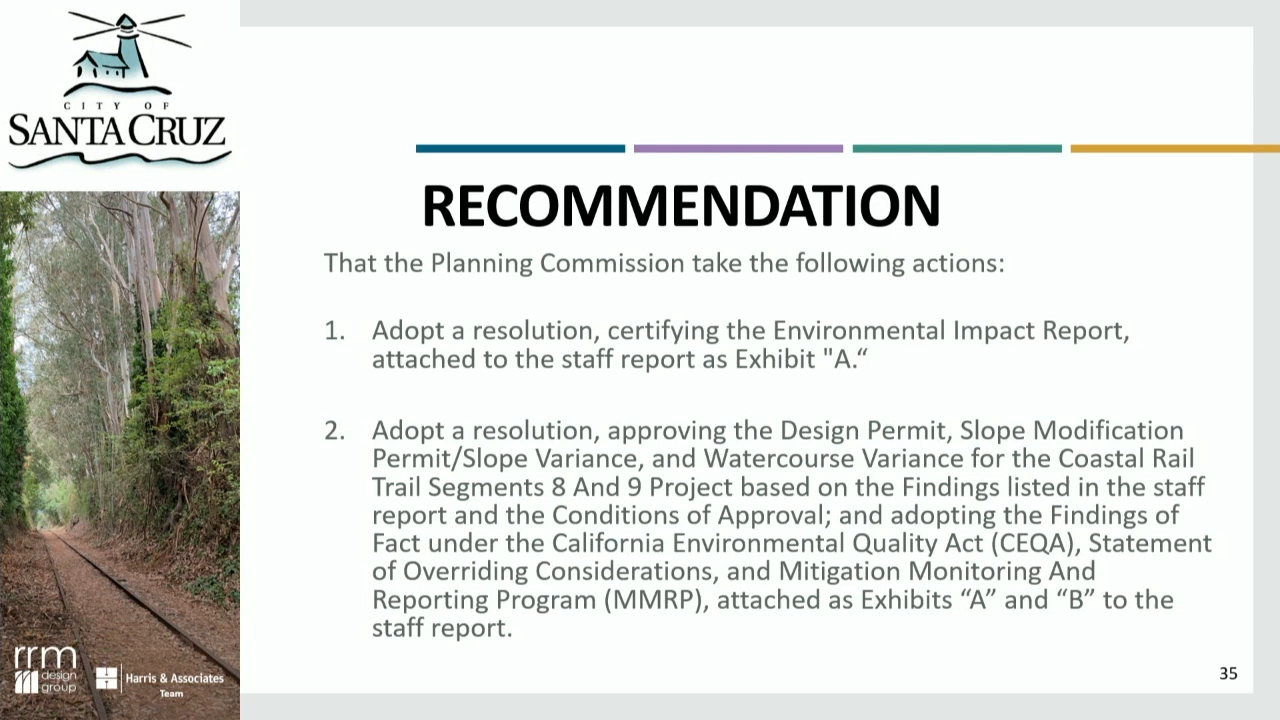 CITY OF
SANTA CRUZ
RECOMMENDATION
That the Planning Commission take the following actions:
1. Adopt a resolution, certifying the Environmental Impact Report,
attached to the staff report as Exhibit "A.“
2. Adopt a resolution, approving the Design Permit, Slope Modification
Permit/Slope Variance, and Watercourse Variance for the Coastal Rail
Trail Segments 8 And 9 Project based on the Findings listed in the staff
report and the Conditions of Approval; and adopting the Findings of
Fact under the California Environmental Quality Act (CEQA), Statement
of Overriding Considerations, and Mitigation Monitoring And
Reporting Program (MMRP), attached as Exhibits “A” and “B” to the
staff report.
rrm
design
group
Harris & Associates
Team
35